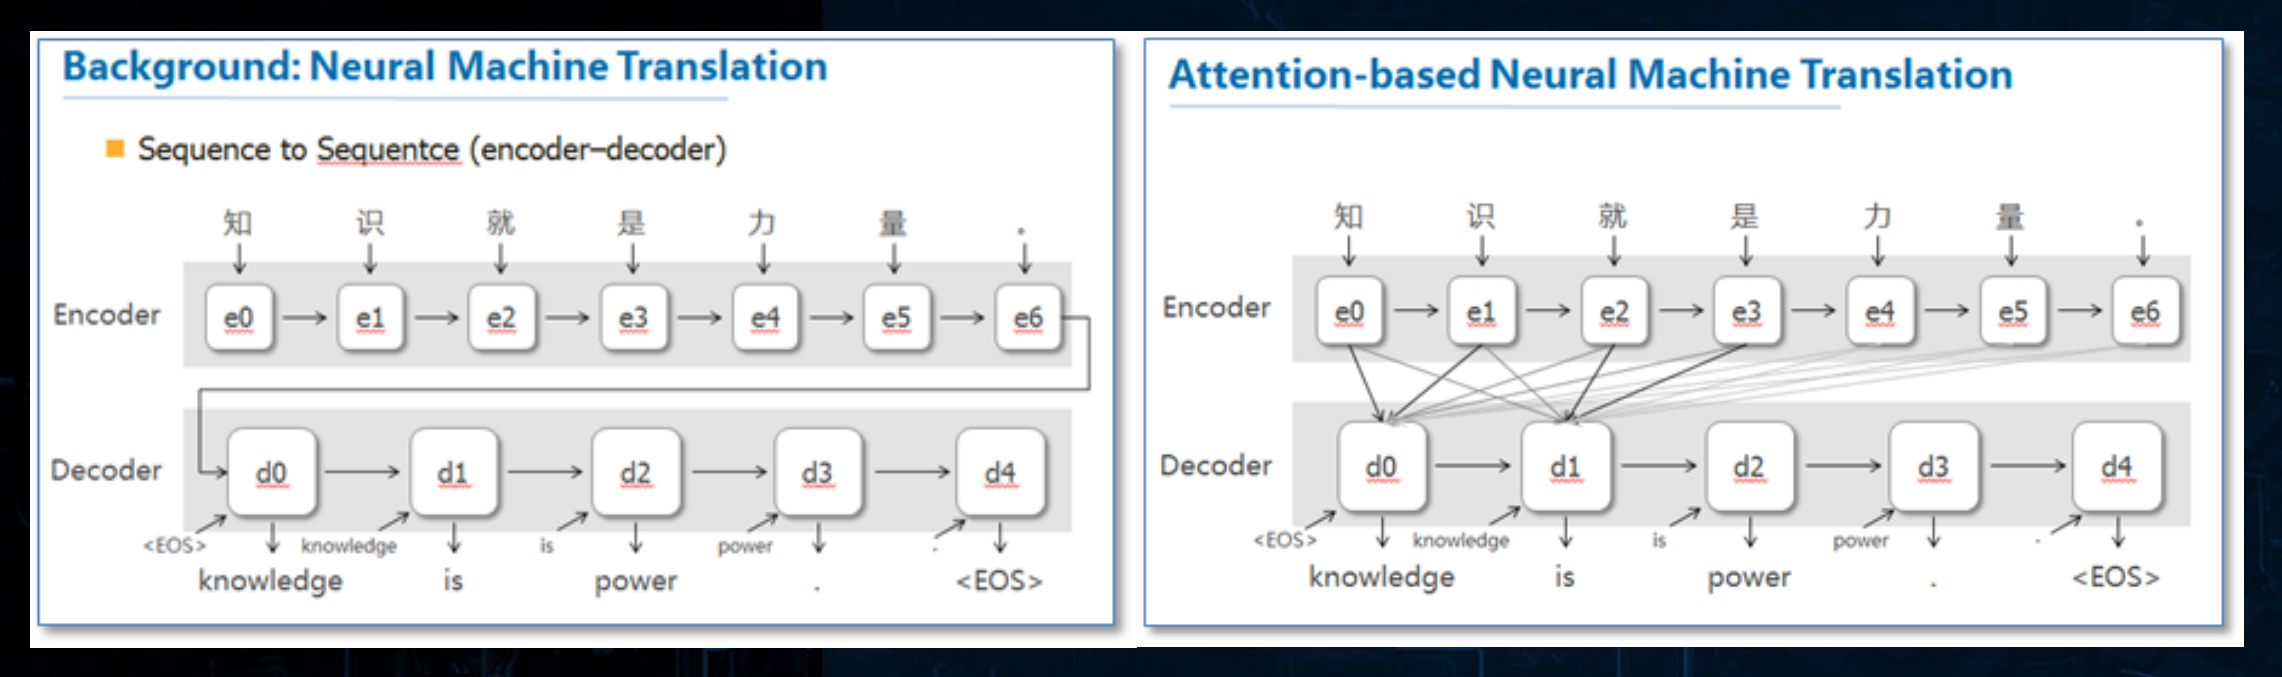 Background: Neural Machine Translation
Sequence to Sequentce (encoder–decoder)
知 识 就 是 力 量 。
Encoder e0 e1 e2 e3 e4 e5 e6
Decoder d0 d1 d2 d3 d4
<EOS> knowledge is power .
knowledge is power . <EOS>
Attention-based Neural Machine Translation
知 识 就 是 力 量 。
Encoder e0 e1 e2 e3 e4 e5 e6
Decoder d0 d1 d2 d3 d4
<EOS> knowledge is power .
knowledge is power . <EOS>